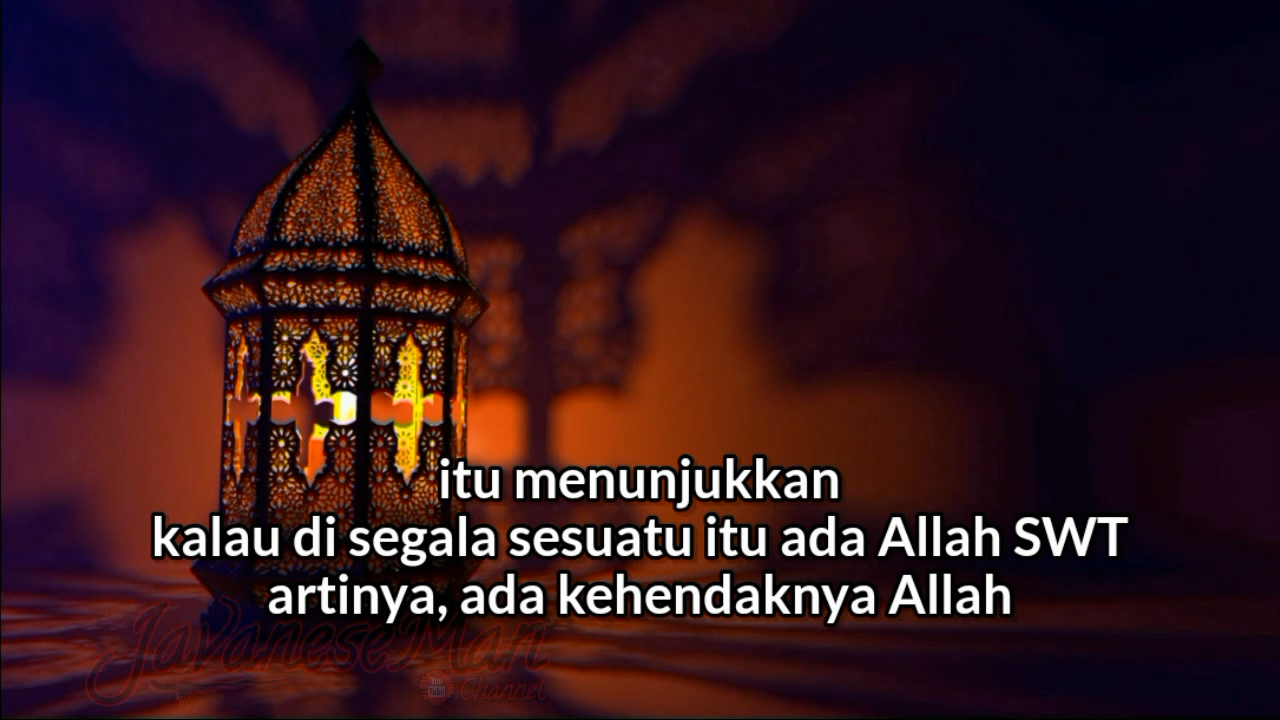 itu menunjukkan
kalau di segala sesuatu itu ada Allah SWT
artinya, ada kehendaknya Allah
JavaneseMan
Channel